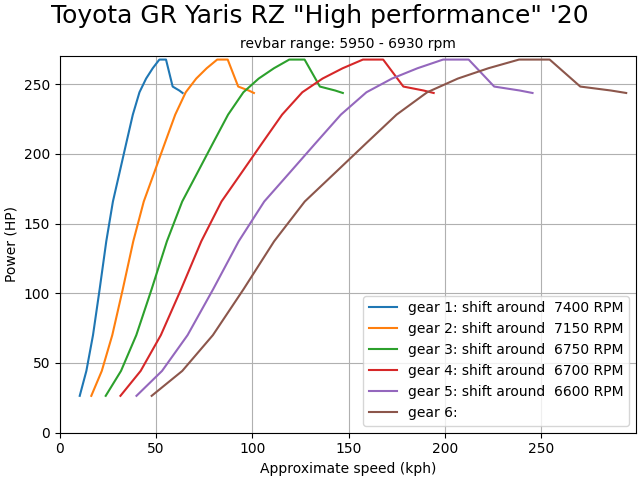 Toyota GR Yaris RZ "High performance" '20
revbar range: 5950 - 6930 rpm
250
200
150
100
50
0
Power (HP)
gear 1: shift around  7400 RPM
gear 2: shift around  7150 RPM
gear 3: shift around  6750 RPM
gear 4: shift around  6700 RPM
gear 5: shift around  6600 RPM
gear 6:
0 50 100 150 200 250
Approximate speed (kph)